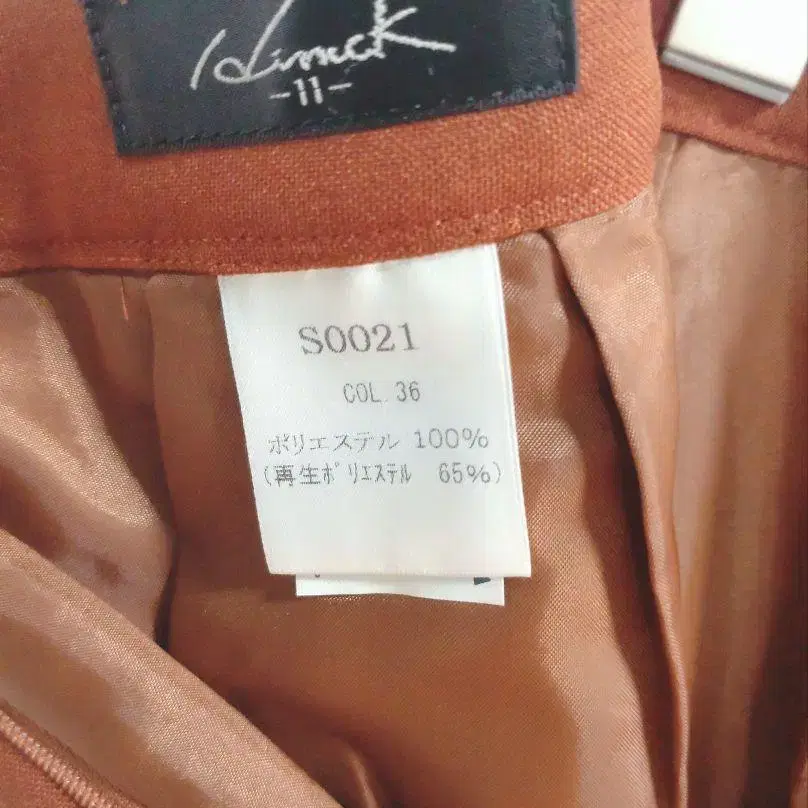 -11-
S0021
COL. 36
ポリエステル 100%
(再生ポリエステル 65%)